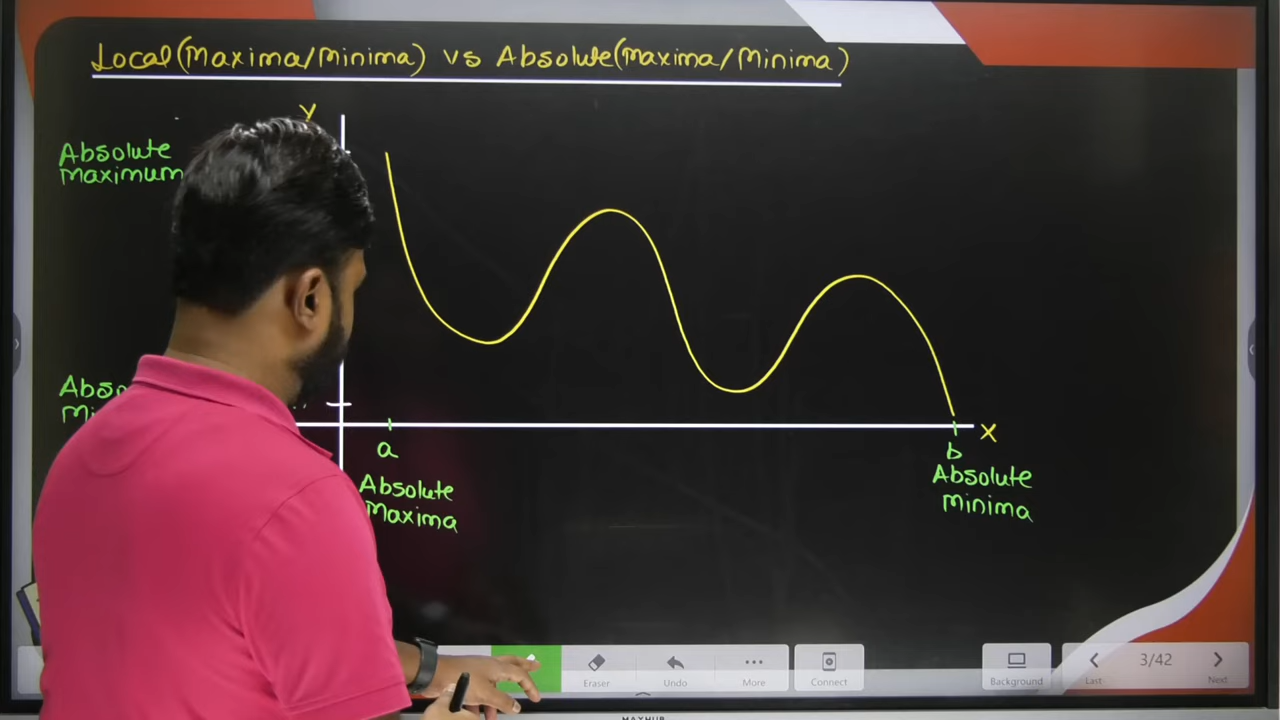 Local(Maxima/Minima) vs Absolute(Maxima/Minima)
Y
Absolute
Maximum
a
X
b
Absolute
Maxima
Absolute
Minima
Eraser
Undo
More
Connect
Background
Last
3/42
Next
MAXHUB